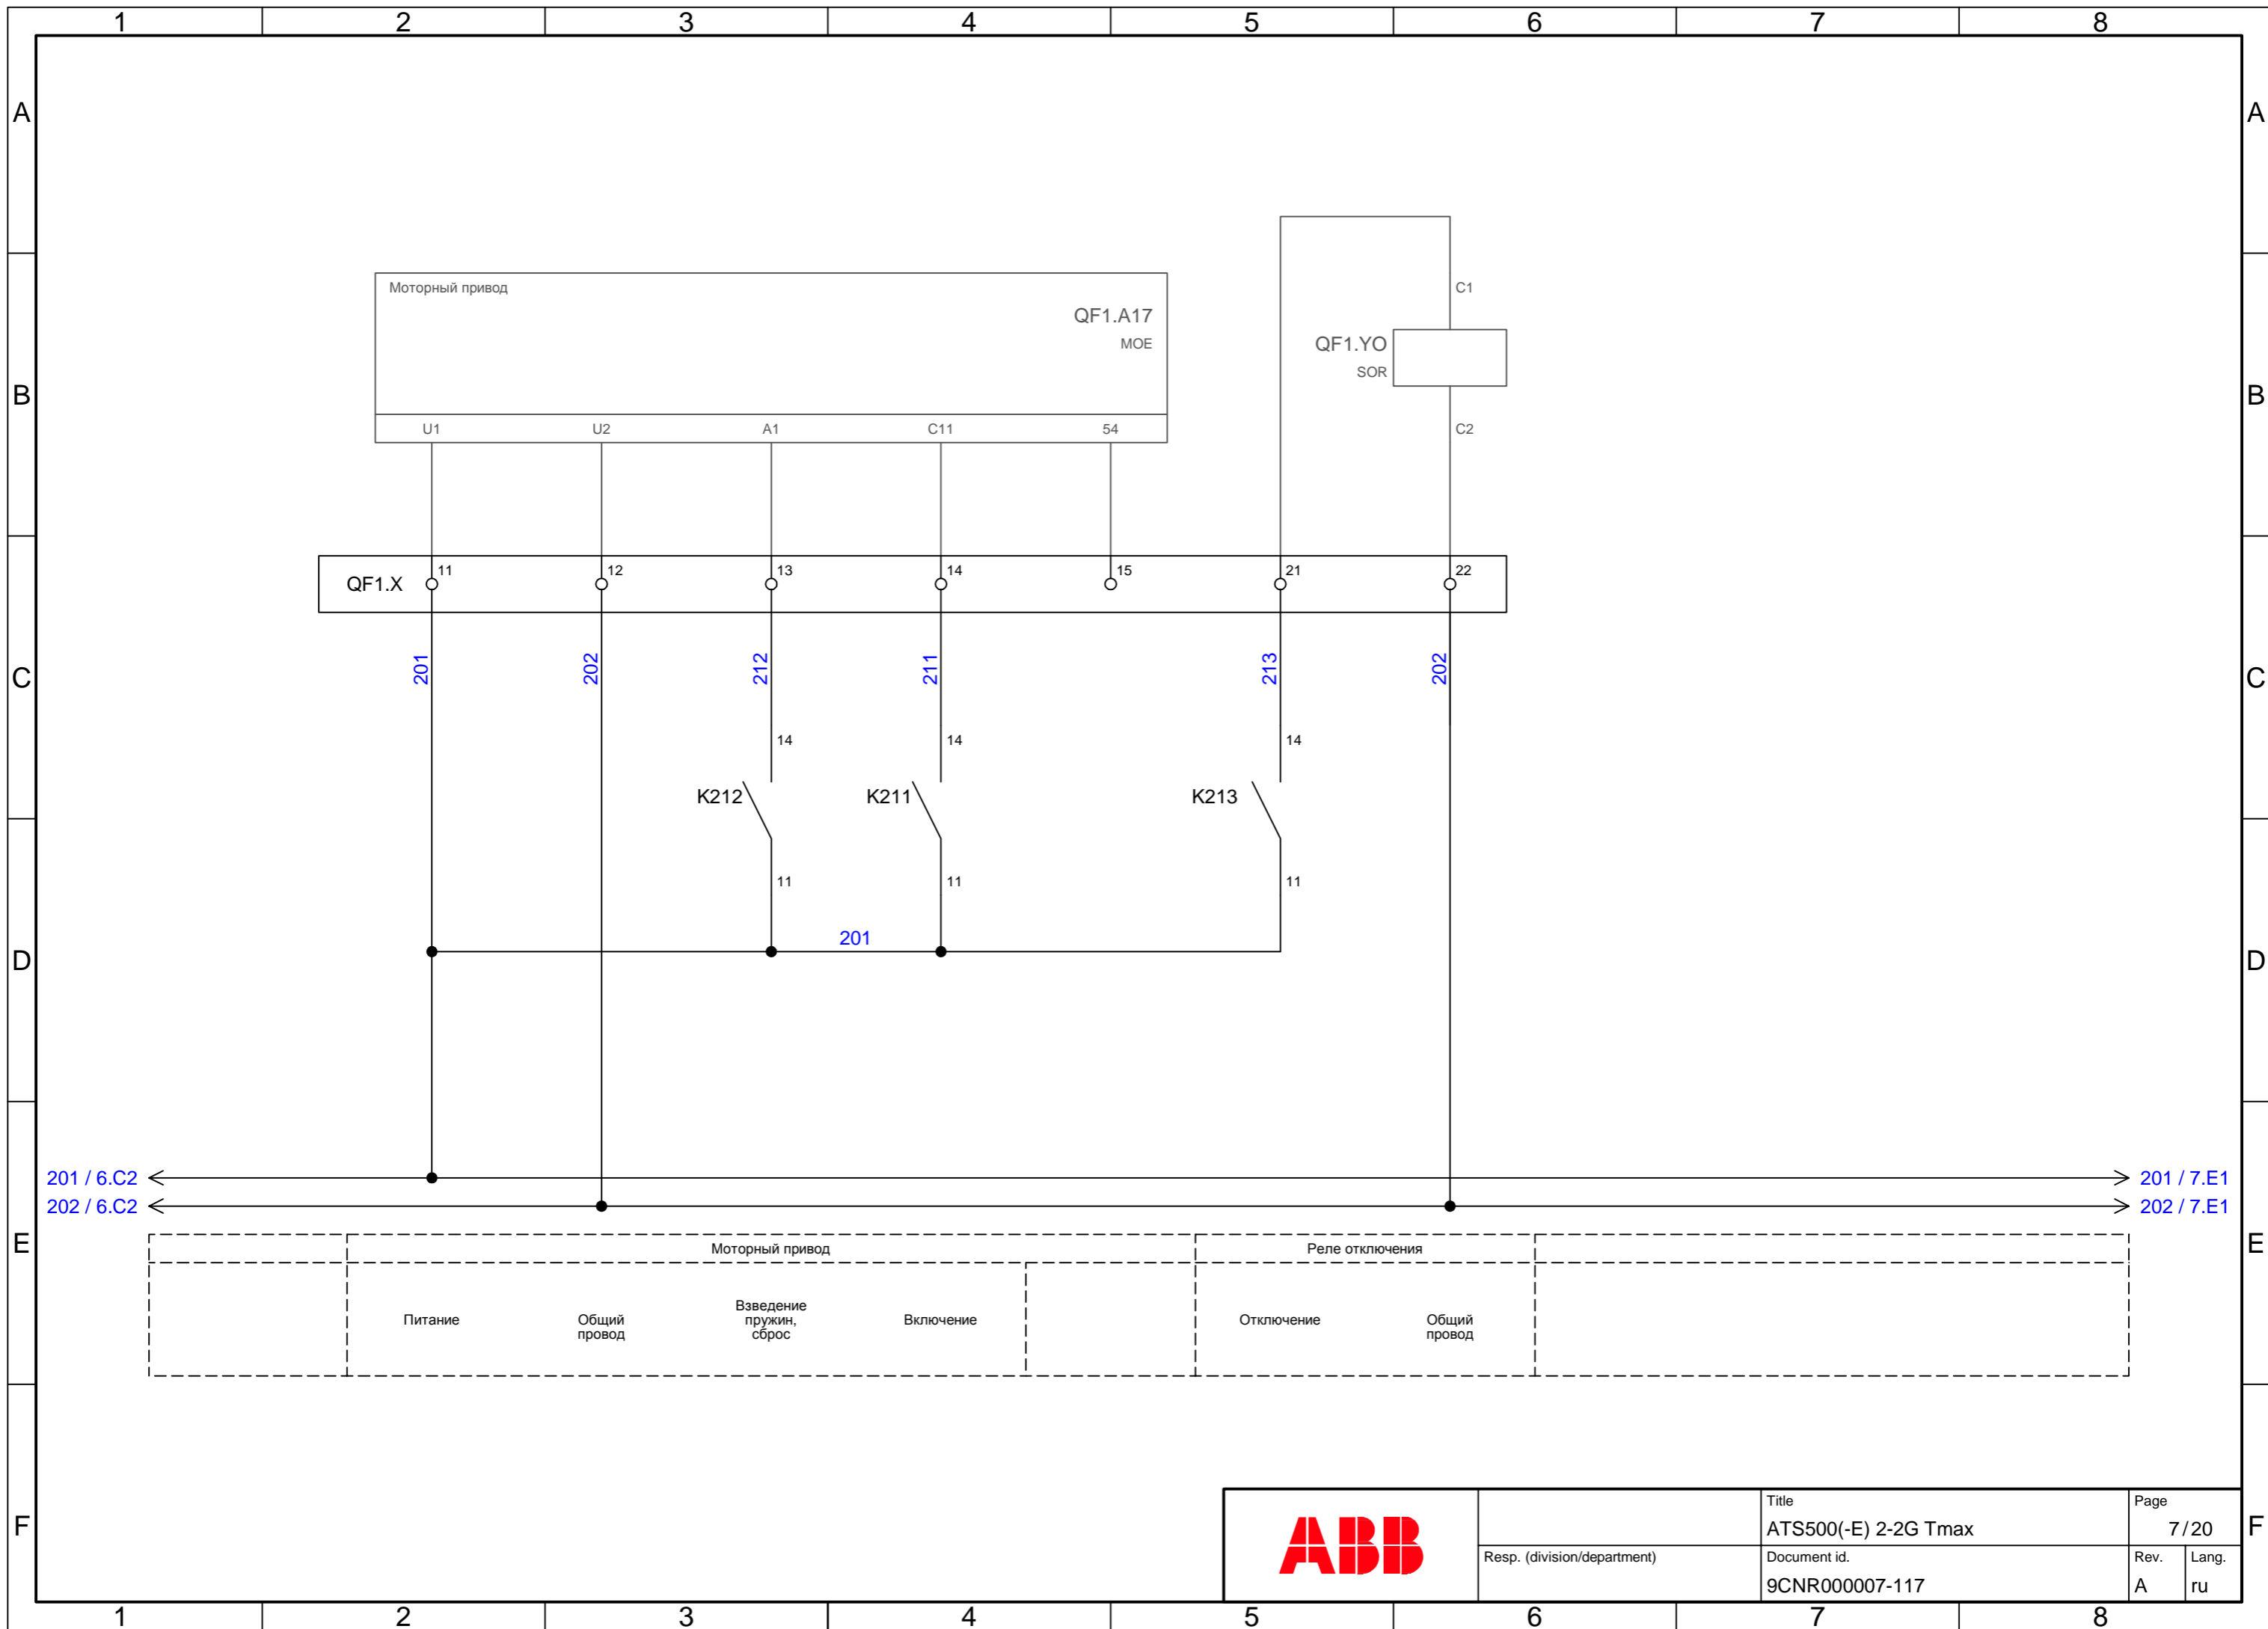 1 2 3 4 5 6 7 8
A A
Моторный привод
QF1.A17
MOE
C1
QF1.YO
SOR
B B
U1 U2 A1 C11 54
C2
QF1.X 11 12 13 14 15 21 22
201 202 212 211 213 202
C C
14 14 14
K212 K211 K213
11 11 11
201
D D
201 / 6.C2 201 / 7.E1
202 / 6.C2 202 / 7.E1
E E
Моторный привод Реле отключения
Питание
Общий
провод
Взведение
пружин,
сброс
Включение
Отключение
Общий
провод
F F
ABB
Title
ATS500(-E) 2-2G Tmax
Page
7/20
Resp. (division/department)
Document id.
9CNR000007-117
Rev.
A
Lang.
ru
1 2 3 4 5 6 7 8